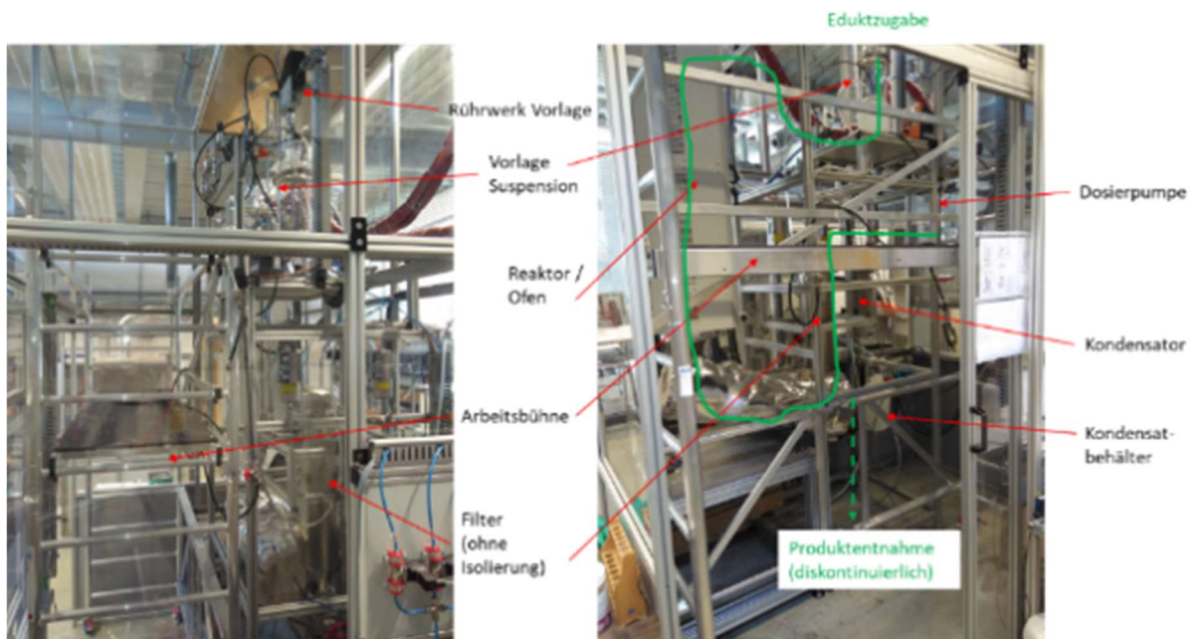 Eduktzugabe
Rührwerk Vorlage
Vorlage
Suspension
Dosierpumpe
Reaktor /
Ofen
Kondensator
Arbeitsbühne
Kondensat-
behälter
Filter
(ohne
Isolierung)
Produktentnahme
(diskontinuierlich)